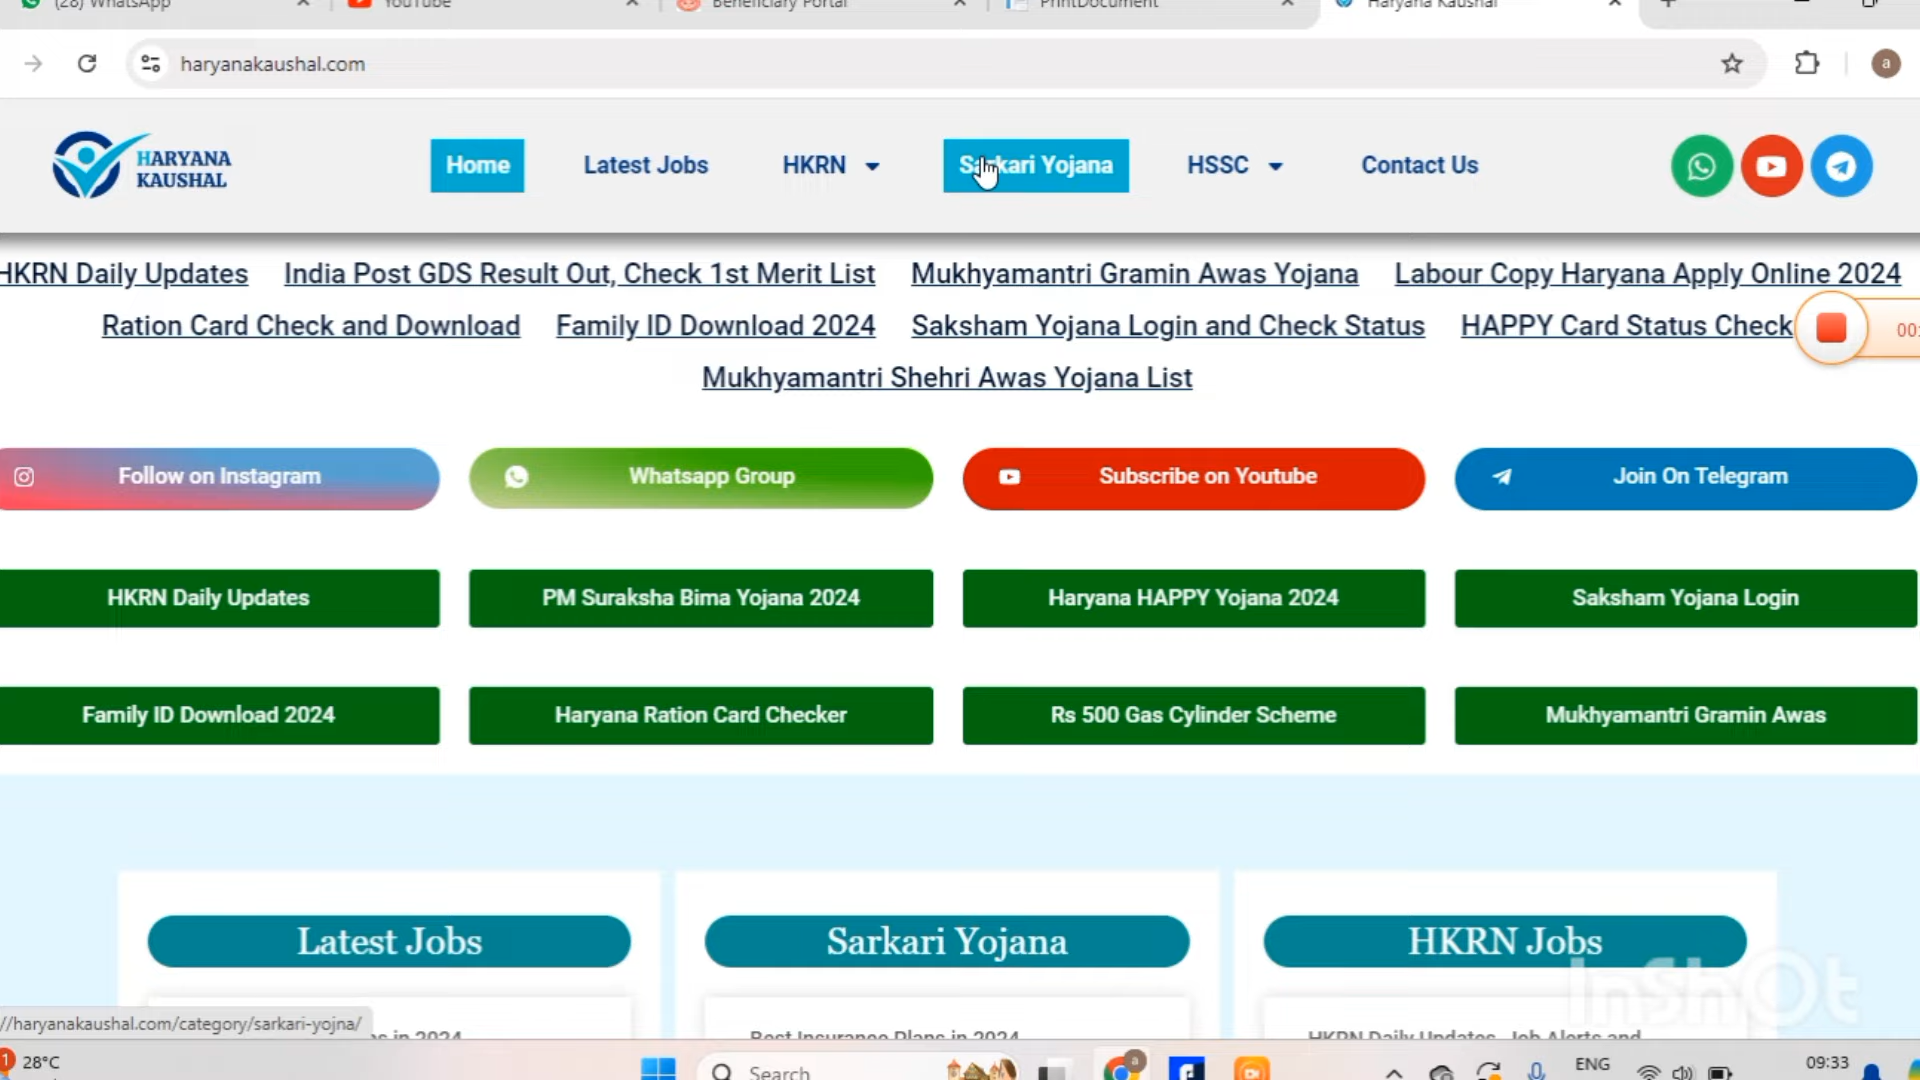 (28) WhatsApp YouTube Beneficiary Portal PrintDocument Haryana Kaushal
haryanakaushal.com a
HARYANA KAUSHAL Home Latest Jobs HKRN Sarkari Yojana HSSC Contact Us
HKRN Daily Updates India Post GDS Result Out, Check 1st Merit List Mukhyamantri Gramin Awas Yojana Labour Copy Haryana Apply Online 2024
Ration Card Check and Download Family ID Download 2024 Saksham Yojana Login and Check Status HAPPY Card Status Check
00:
Mukhyamantri Shehri Awas Yojana List
Follow on Instagram Whatsapp Group Subscribe on Youtube Join On Telegram
HKRN Daily Updates PM Suraksha Bima Yojana 2024 Haryana HAPPY Yojana 2024 Saksham Yojana Login
Family ID Download 2024 Haryana Ration Card Checker Rs 500 Gas Cylinder Scheme Mukhyamantri Gramin Awas
Latest Jobs Sarkari Yojana HKRN Jobs
InShOt
//haryanakaushal.com/category/sarkari-yojna/ s in 2024 Best Insurance Plans in 2024 HKRN Daily Updates, Job Alerts and
1 28°C Search a ENG 09:33